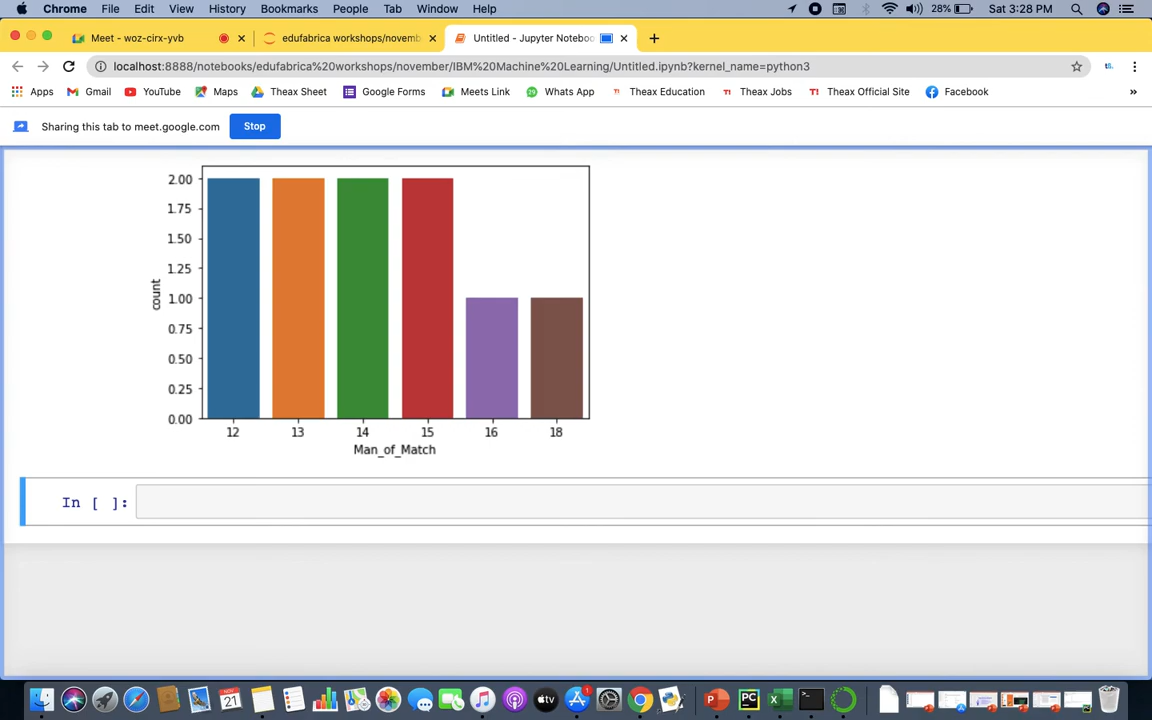 Chrome File Edit View History Bookmarks People Tab Window Help 28% Sat 3:28 PM
Meet - woz-cirx-yvb edufabrica workshops/novemb Untitled - Jupyter Noteboo
localhost:8888/notebooks/edufabrica%20workshops/november/IBM%20Machine%20Learning/Untitled.ipynb?kernel_name=python3
Apps Gmail YouTube Maps Theax Sheet Google Forms Meets Link Whats App Theax Education Theax Jobs Theax Official Site Facebook »
Sharing this tab to meet.google.com Stop
2.00
1.75
1.50
1.25
1.00
0.75
0.50
0.25
0.00
count
12 13 14 15 16 18
Man_of_Match
In [ ]: